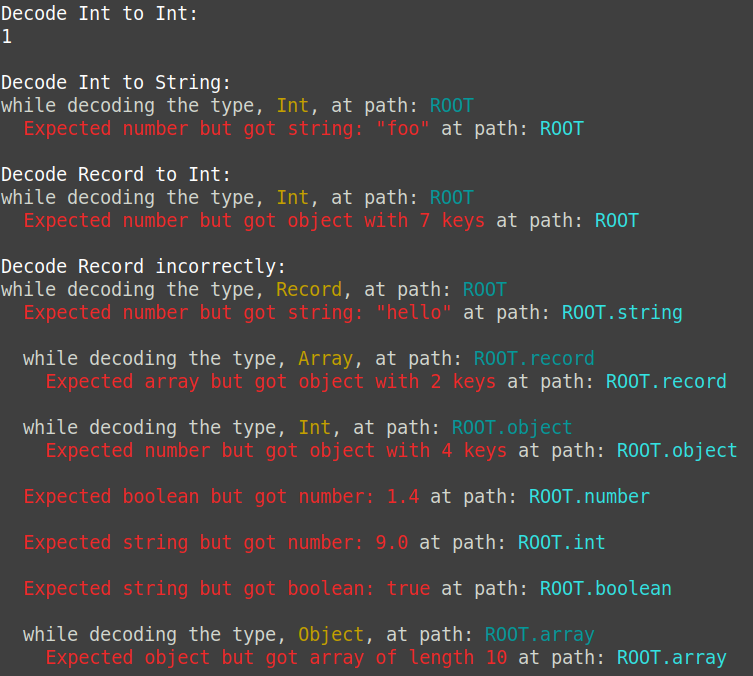 Decode Int to Int:
1
Decode Int to String:
while decoding the type, Int, at path: ROOT
Expected number but got string: "foo" at path: ROOT
Decode Record to Int:
while decoding the type, Int, at path: ROOT
Expected number but got object with 7 keys at path: ROOT
Decode Record incorrectly:
while decoding the type, Record, at path: ROOT
Expected number but got string: "hello" at path: ROOT.string
while decoding the type, Array, at path: ROOT.record
Expected array but got object with 2 keys at path: ROOT.record
while decoding the type, Int, at path: ROOT.object
Expected number but got object with 4 keys at path: ROOT.object
Expected boolean but got number: 1.4 at path: ROOT.number
Expected string but got number: 9.0 at path: ROOT.int
Expected string but got boolean: true at path: ROOT.boolean
while decoding the type, Object, at path: ROOT.array
Expected object but got array of length 10 at path: ROOT.array